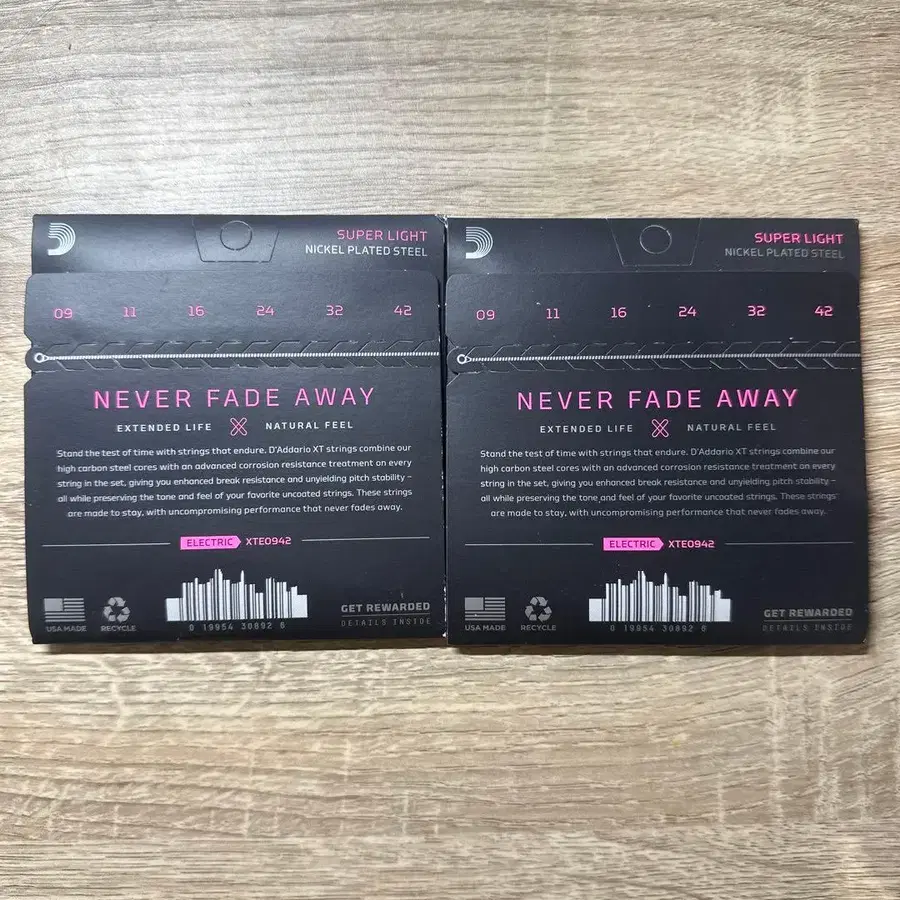 SUPER LIGHT
NICKEL PLATED STEEL
09 11 16 24 32 42
NEVER FADE AWAY
EXTENDED LIFE NATURAL FEEL
Stand the test of time with strings that endure. D'Addario XT strings combine our
high carbon steel cores with an advanced corrosion resistance treatment on every
string in the set, giving you enhanced break resistance and unyielding pitch stability –
all while preserving the tone and feel of your favorite uncoated strings. These strings
are made to stay, with uncompromising performance that never fades away.
ELECTRIC XTE0942
USA MADE
RECYCLE
0 19954 30892 6
GET REWARDED
DETAILS INSIDE
SUPER LIGHT
NICKEL PLATED STEEL
09 11 16 24 32 42
NEVER FADE AWAY
EXTENDED LIFE NATURAL FEEL
Stand the test of time with strings that endure. D'Addario XT strings combine our
high carbon steel cores with an advanced corrosion resistance treatment on every
string in the set, giving you enhanced break resistance and unyielding pitch stability –
all while preserving the tone and feel of your favorite uncoated strings. These strings
are made to stay, with uncompromising performance that never fades away.
ELECTRIC XTE0942
USA MADE
RECYCLE
0 19954 30892 6
GET REWARDED
DETAILS INSIDE